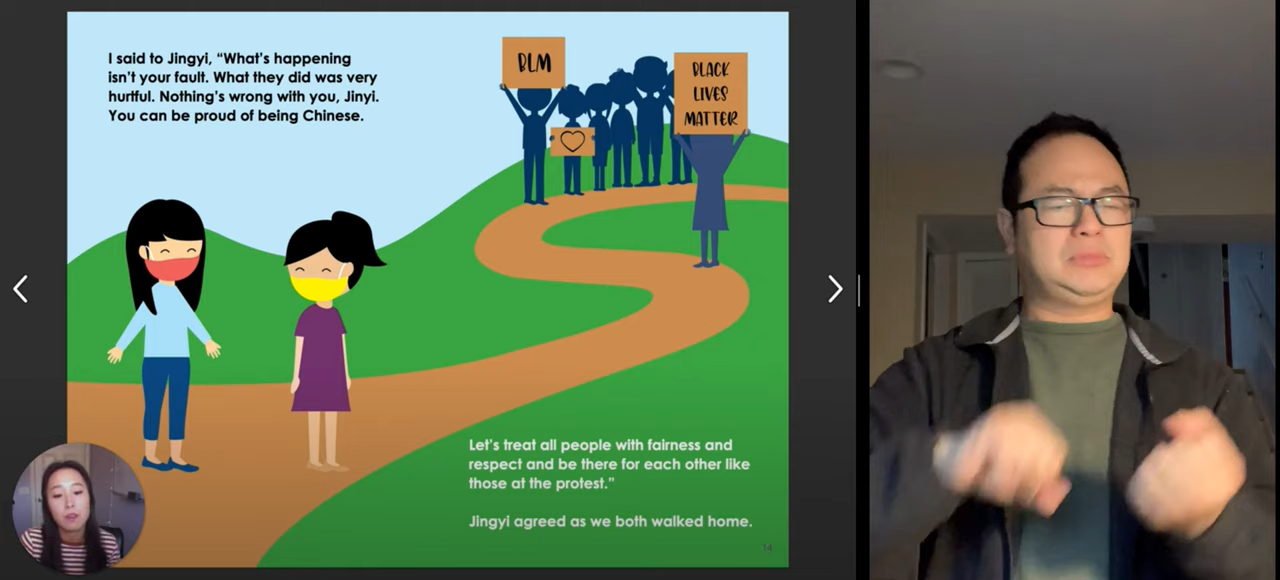 I said to Jingyi, “What’s happening
isn’t your fault. What they did was very
hurtful. Nothing’s wrong with you, Jinyi.
You can be proud of being Chinese.
BLM
BLACK
LIVES
MATTER
Let’s treat all people with fairness and
respect and be there for each other like
those at the protest.”
Jingyi agreed as we both walked home.
14